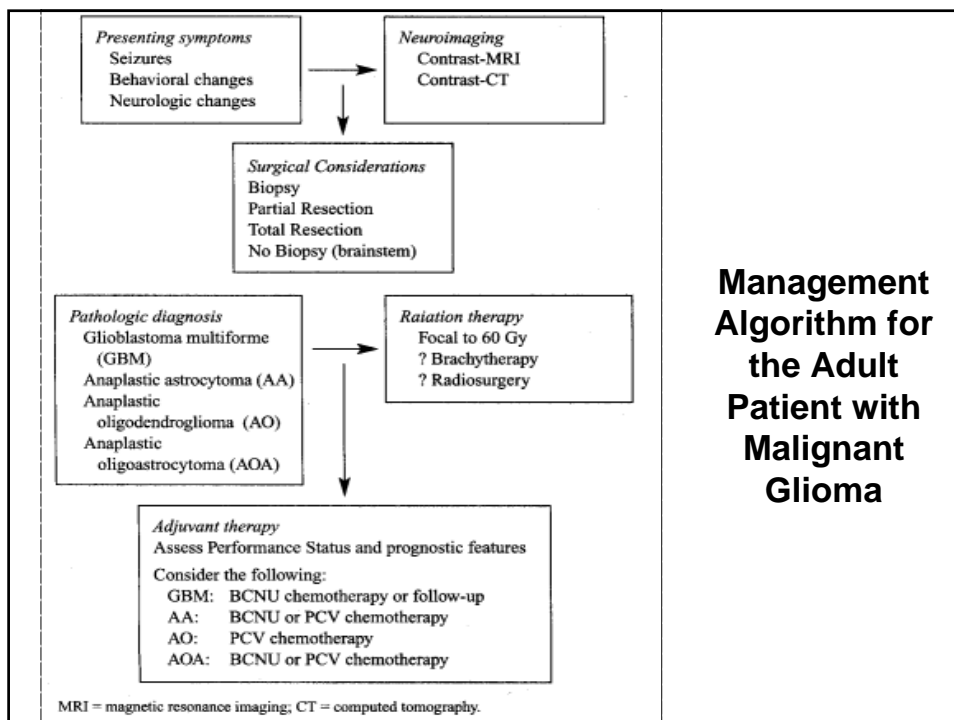 Presenting symptoms
Seizures
Behavioral changes
Neurologic changes
Neuroimaging
Contrast-MRI
Contrast-CT
Surgical Considerations
Biopsy
Partial Resection
Total Resection
No Biopsy (brainstem)
Pathologic diagnosis
Glioblastoma multiforme
(GBM)
Anaplastic astrocytoma (AA)
Anaplastic
oligodendroglioma (AO)
Anaplastic
oligoastrocytoma (AOA)
Raiation therapy
Focal to 60 Gy
? Brachytherapy
? Radiosurgery
Adjuvant therapy
Assess Performance Status and prognostic features
Consider the following:
GBM: BCNU chemotherapy or follow-up
AA: BCNU or PCV chemotherapy
AO: PCV chemotherapy
AOA: BCNU or PCV chemotherapy
MRI = magnetic resonance imaging; CT = computed tomography.
Management
Algorithm for
the Adult
Patient with
Malignant
Glioma